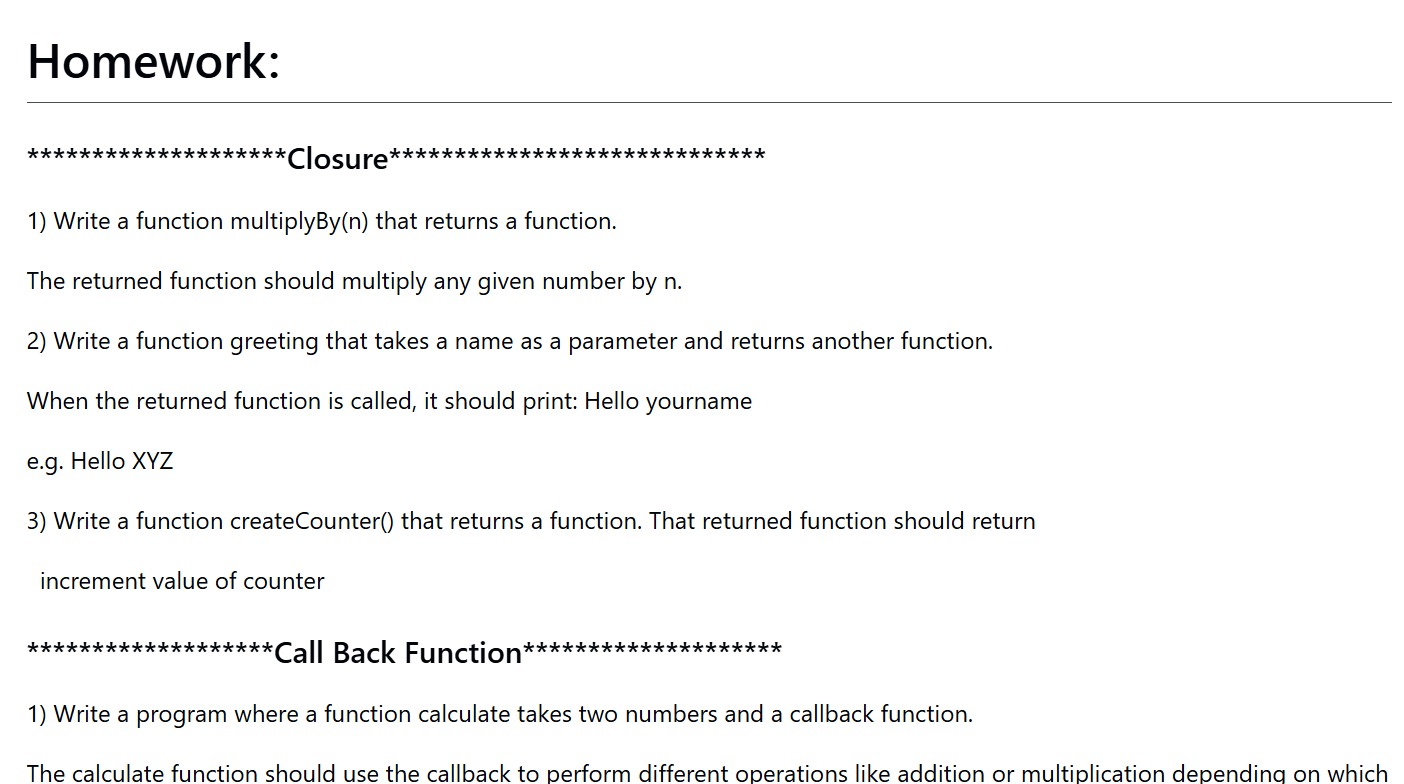 Homework:
********************Closure*****************************
1) Write a function multiplyBy(n) that returns a function.
The returned function should multiply any given number by n.
2) Write a function greeting that takes a name as a parameter and returns another function.
When the returned function is called, it should print: Hello yourname
e.g. Hello XYZ
3) Write a function createCounter() that returns a function. That returned function should return
increment value of counter
*******************Call Back Function********************
1) Write a program where a function calculate takes two numbers and a callback function.
The calculate function should use the callback to perform different operations like addition or multiplication depending on which